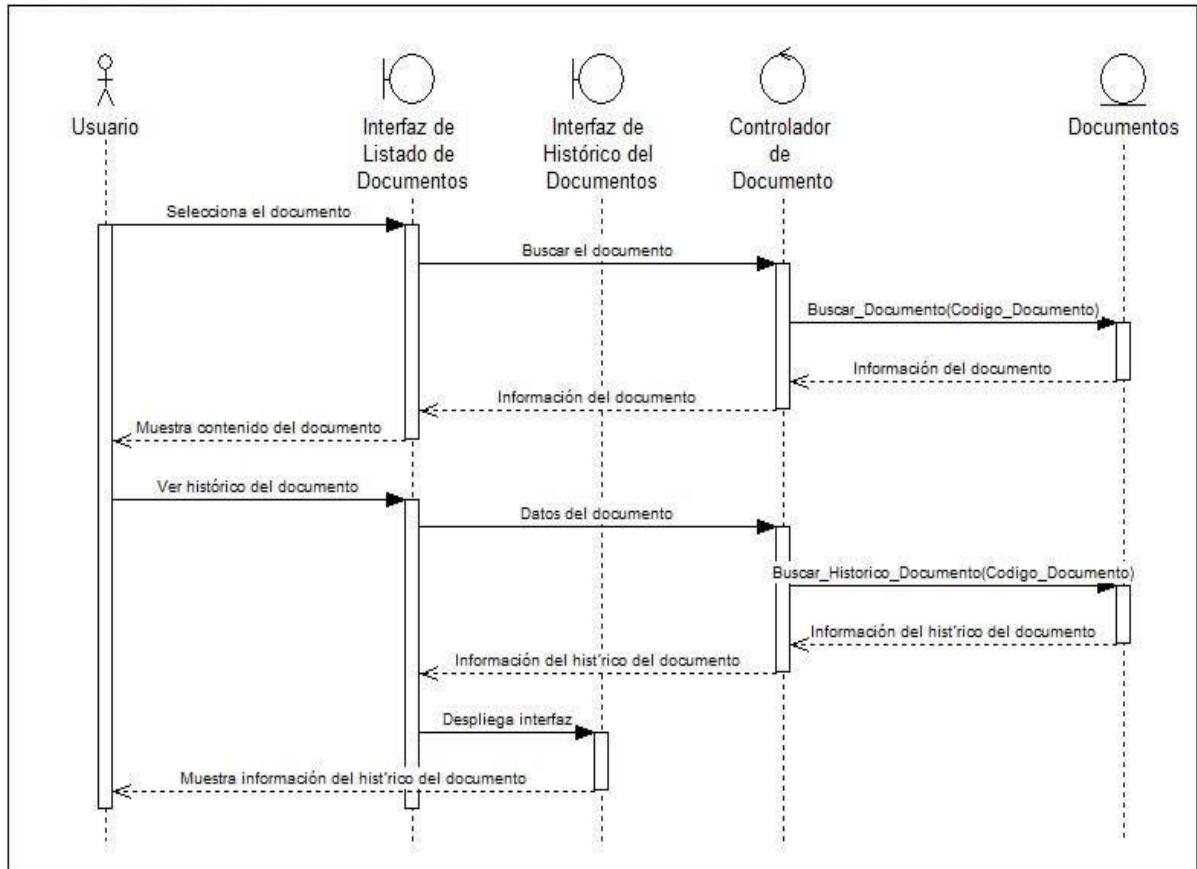 Usuario
Interfaz de
Listado de
Documentos
Interfaz de
Histórico del
Documentos
Controlador
de
Documento
Documentos
Selecciona el documento
Buscar el documento
Buscar_Documento(Codigo_Documento)
Información del documento
Información del documento
Muestra contenido del documento
Ver histórico del documento
Datos del documento
Buscar_Historico_Documento(Codigo_Documento)
Información del hist'rico del documento
Información del hist'rico del documento
Despliega interfaz
Muestra información del hist'rico del documento